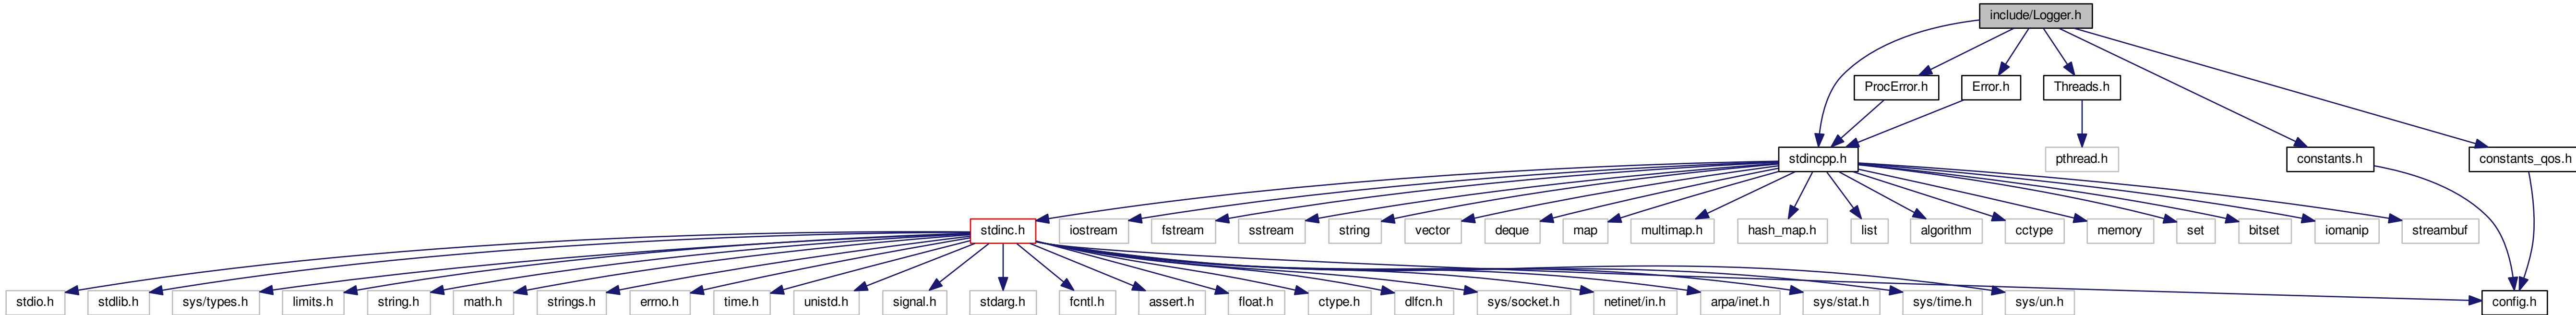 include/Logger.h
ProcError.h
Error.h
Threads.h
stdincpp.h
pthread.h
constants.h
constants_qos.h
stdinc.h
iostream
fstream
sstream
string
vector
deque
map
multimap.h
hash_map.h
list
algorithm
cctype
memory
set
bitset
iomanip
streambuf
stdio.h
stdlib.h
sys/types.h
limits.h
string.h
math.h
strings.h
errno.h
time.h
unistd.h
signal.h
stdarg.h
fcntl.h
assert.h
float.h
ctype.h
dlfcn.h
sys/socket.h
netinet/in.h
arpa/inet.h
sys/stat.h
sys/time.h
sys/un.h
config.h